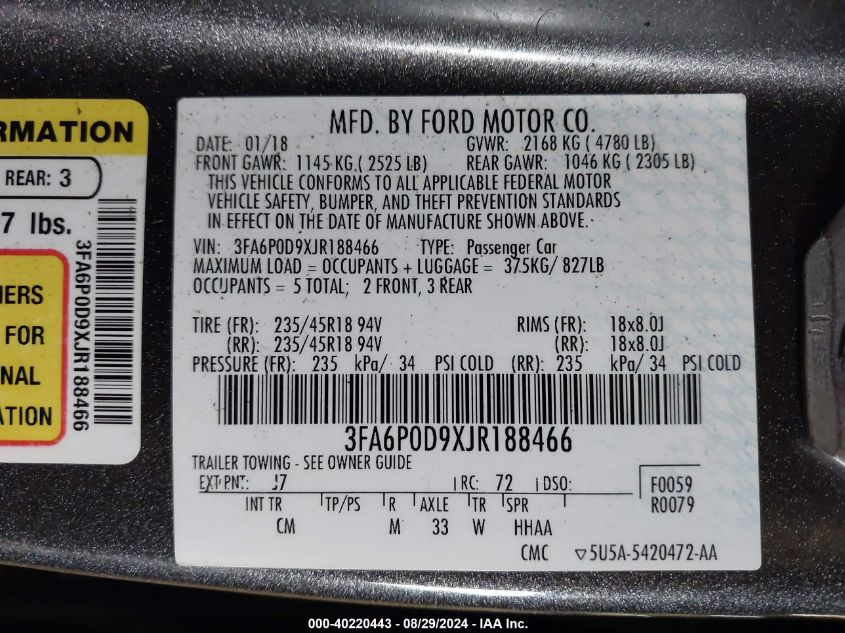 RMATION
REAR: 3
7 lbs.
NERS
FOR
NAL
ATION
3FA6P0D9XJR188466
MFD. BY FORD MOTOR CO.
DATE: 01/18 GVWR: 2168 KG ( 4780 LB)
FRONT GAWR: 1145 KG ( 2525 LB) REAR GAWR: 1046 KG ( 2305 LB)
THIS VEHICLE CONFORMS TO ALL APPLICABLE FEDERAL MOTOR
VEHICLE SAFETY, BUMPER, AND THEFT PREVENTION STANDARDS
IN EFFECT ON THE DATE OF MANUFACTURE SHOWN ABOVE.
VIN: 3FA6P0D9XJR188466 TYPE: Passenger Car
MAXIMUM LOAD = OCCUPANTS + LUGGAGE = 37.5KG/ 827LB
OCCUPANTS = 5 TOTAL; 2 FRONT, 3 REAR
TIRE (FR): 235/45R18 94V RIMS (FR): 18x8.0J
(RR): 235/45R18 94V (RR): 18x8.0J
PRESSURE (FR): 235 kPa/ 34 PSI COLD (RR): 235 kPa/ 34 PSI COLD
3FA6P0D9XJR188466
TRAILER TOWING - SEE OWNER GUIDE
EXT PNT: J7 RC: 72 DSO: F0059
R0079
INT TR TP/PS R AXLE TR SPR
CM M 33 W HHAA
CMC ▽5U5A-5420472-AA
000-40220443 - 08/29/2024 - IAA Inc.